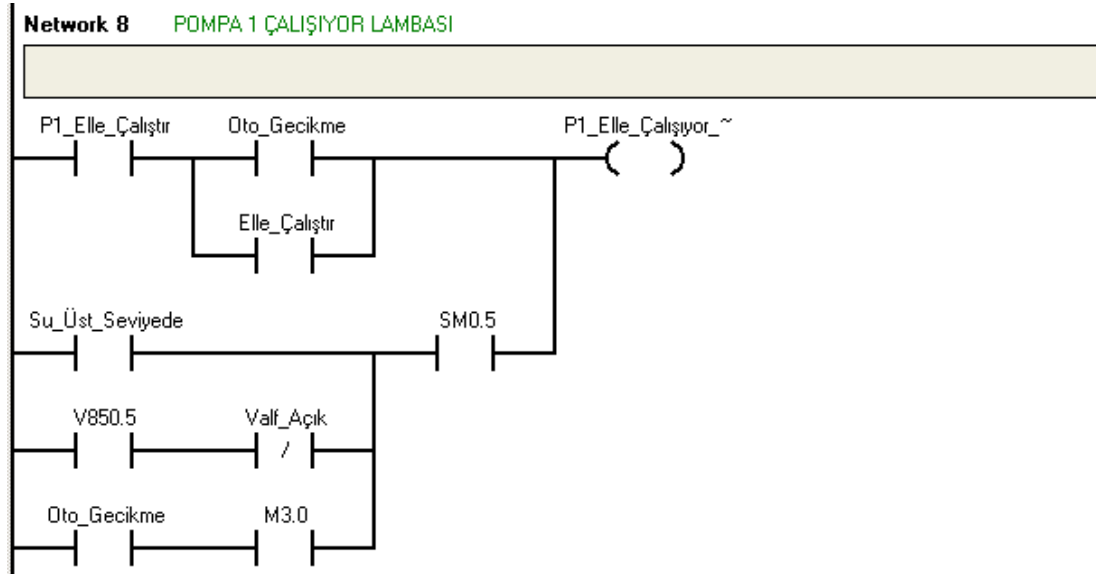 Network 8 POMPA 1 ÇALIŞIYOR LAMBASI
P1_Elle_Çalıştır Oto_Gecikme P1_Elle_Çalışıyor_~
Elle_Çalıştır
Su_Üst_Seviyede SM0.5
V850.5 Valf_Açık
/
Oto_Gecikme M3.0